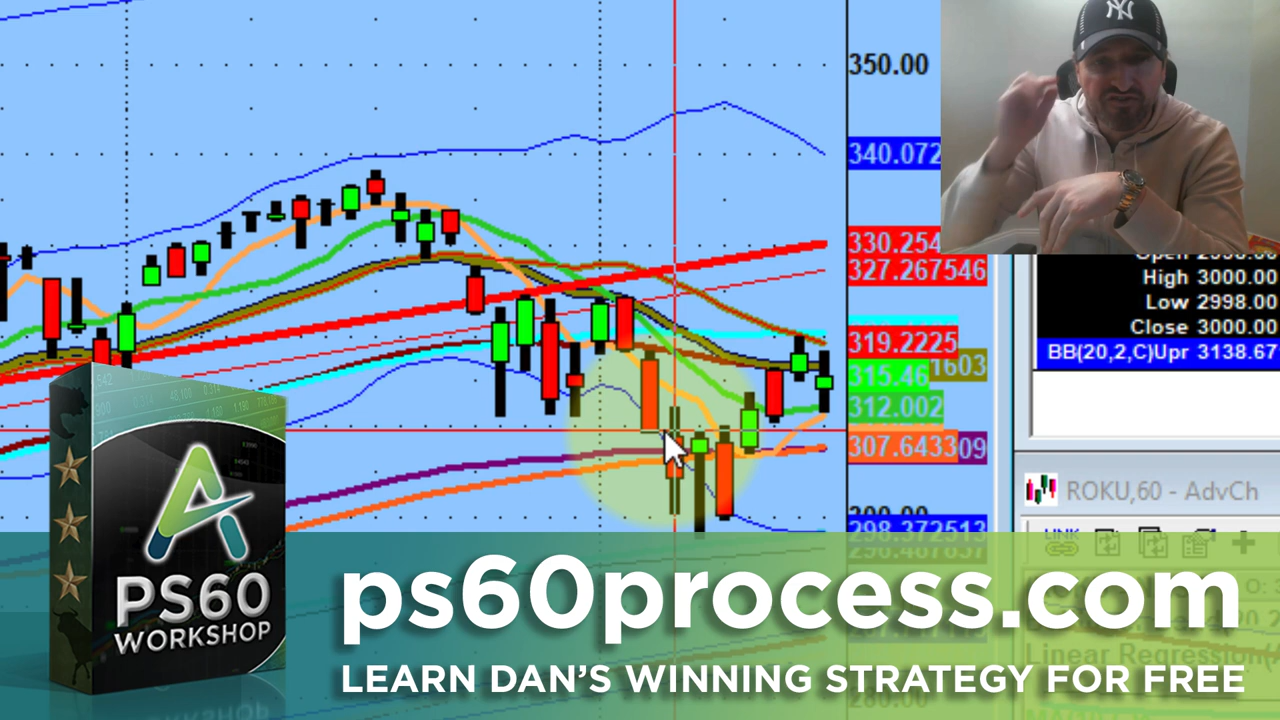 350.00
340.072
330.254
327.267546
319.2225
1603
315.46
312.002
307.6433
09
298.372513
High 3000.00
Low 2998.00
Close 3000.00
BB(20,2,C)Upr 3138.67
ROKU,60 - AdvCh
LINK
Linear Regression(
PS60
WORKSHOP
ps60process.com
LEARN DAN'S WINNING STRATEGY FOR FREE